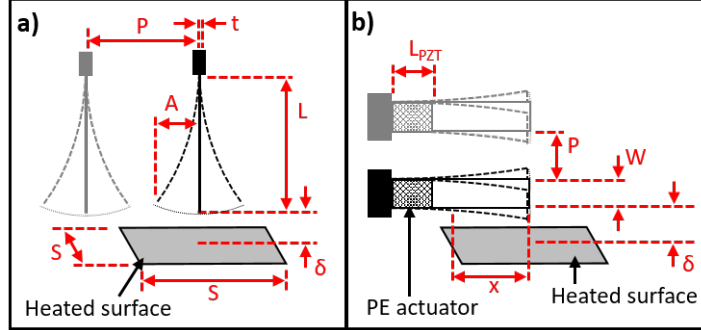 a)
P
t
A
L
S
S
δ
Heated surface
b)
LPZT
P
W
δ
x
PE actuator
Heated surface